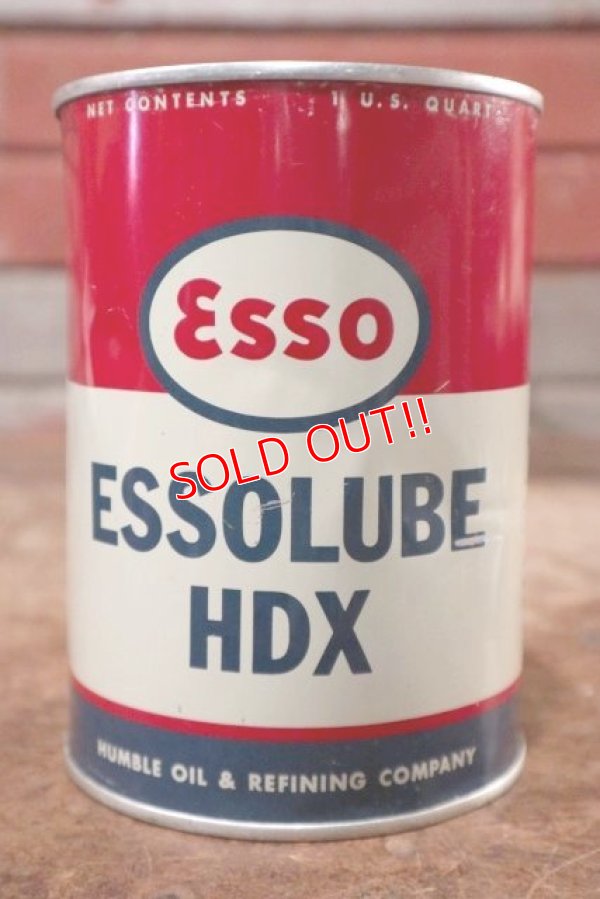 NET CONTENTS 1 U.S. QUART
Esso
SOLD OUT!!
ESSOLUBE
HDX
HUMBLE OIL & REFINING COMPANY